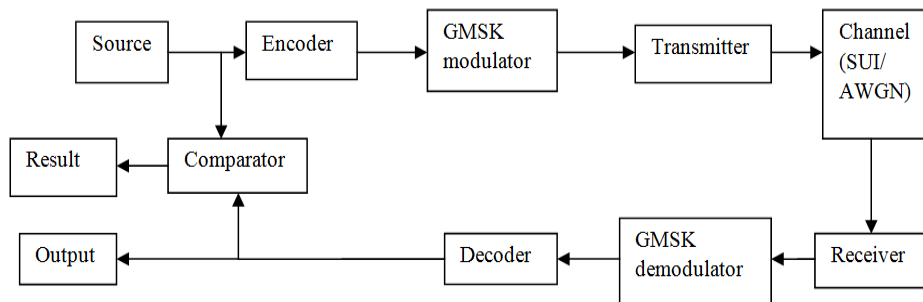 Source
Encoder
GMSK
modulator
Transmitter
Channel
(SUI/
AWGN)
Result
Comparator
Output
Decoder
GMSK
demodulator
Receiver